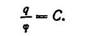 q/φ = C.